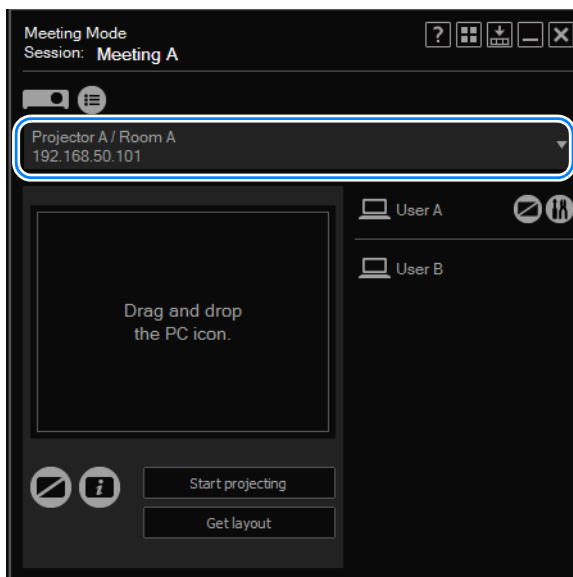 Meeting Mode
Session: Meeting A
?
Projector A / Room A
192.168.50.101
User A
User B
Drag and drop
the PC icon.
i
Start projecting
Get layout